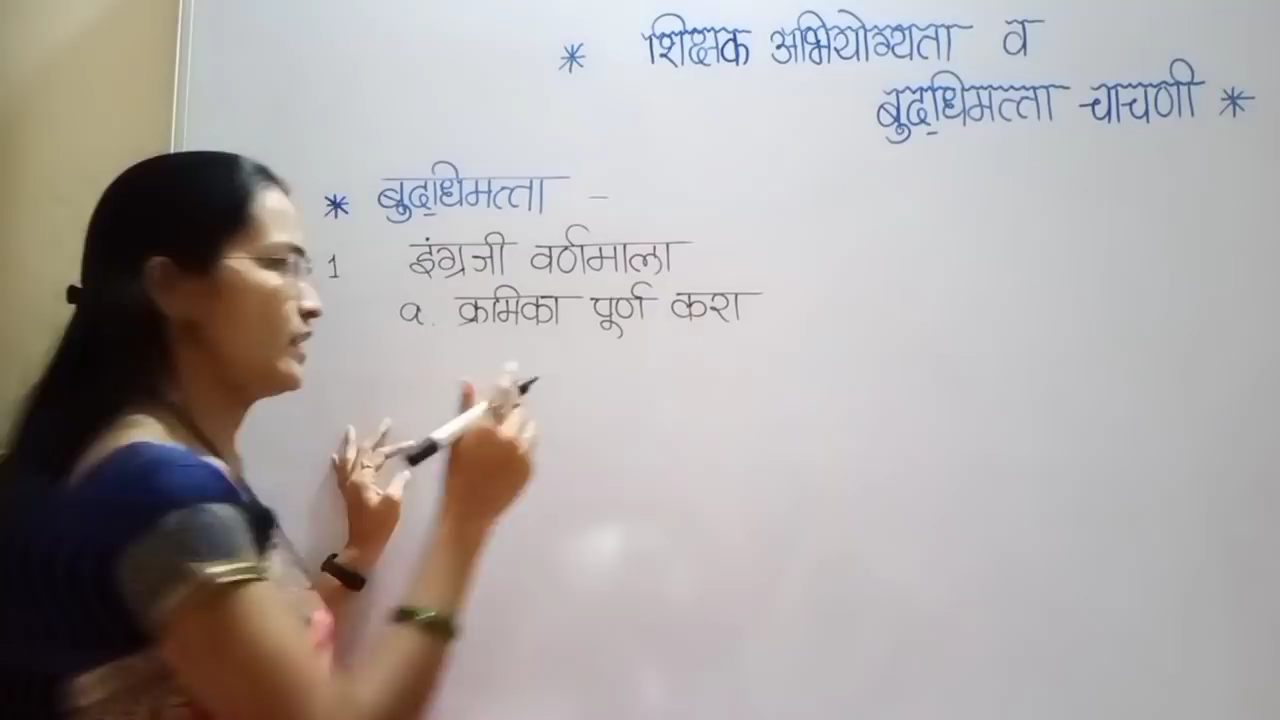 * शिक्षक अभियोग्यता व
बुद्‌धिमत्ता चाचणी *
* बुद्‌धिमत्ता -
1 इंग्रजी वर्णमाला
a. क्रमिका पूर्ण करा